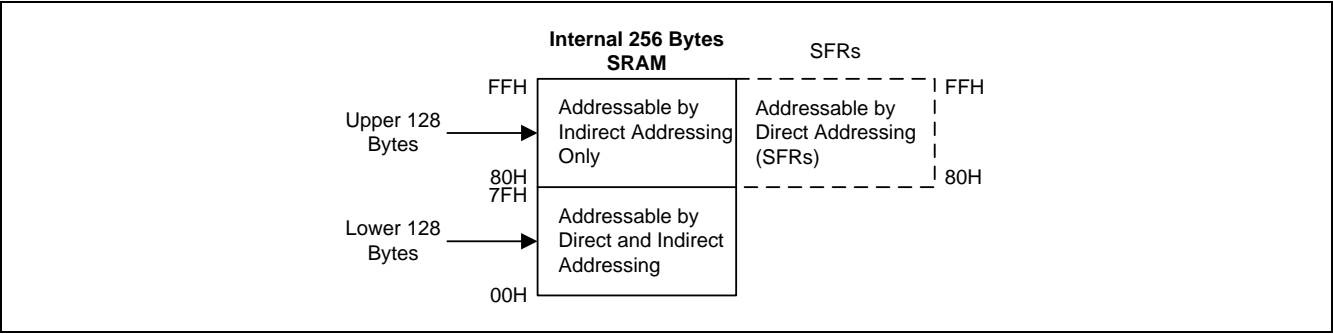 Internal 256 Bytes
SRAM
SFRs
FFH
FFH
Upper 128
Bytes
Addressable by
Indirect Addressing
Only
Addressable by
Direct Addressing
(SFRs)
80H
80H
7FH
Lower 128
Bytes
Addressable by
Direct and Indirect
Addressing
00H